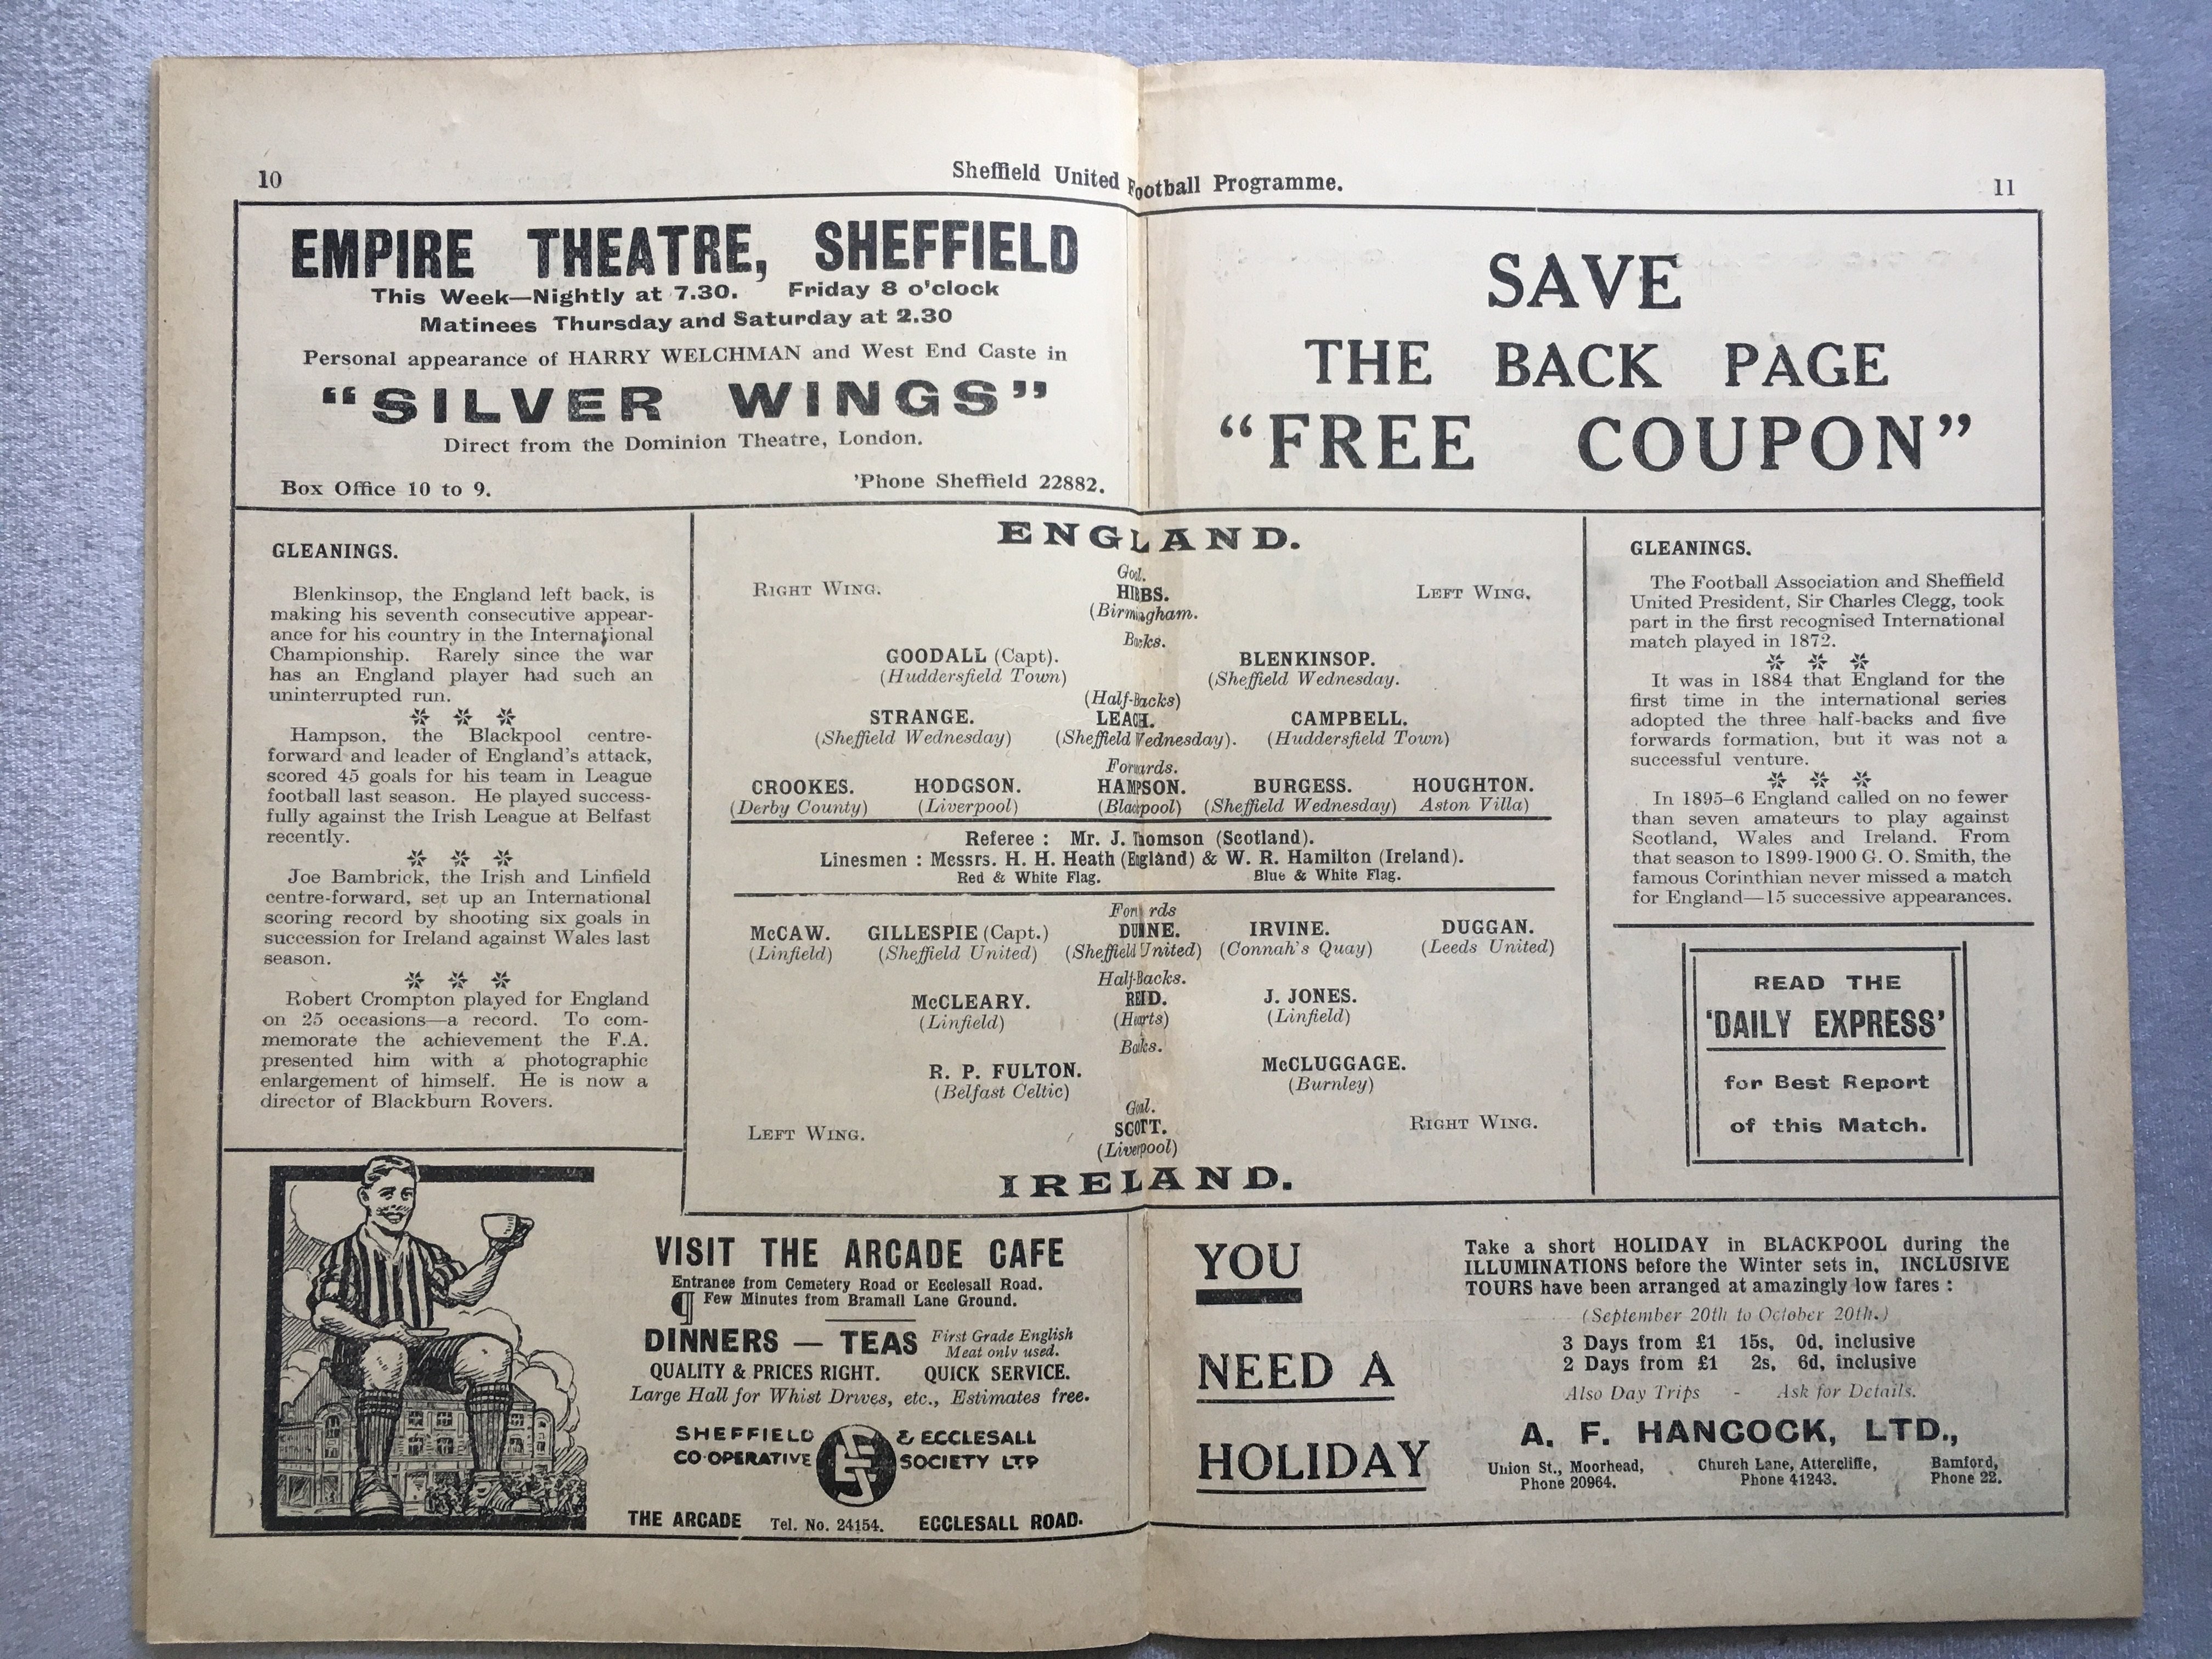 10
Sheffield United Football Programme.
11
EMPIRE THEATRE, SHEFFIELD
This Week—Nightly at 7.30. Friday 8 o'clock
Matinees Thursday and Saturday at 2.30
Personal appearance of HARRY WELCHMAN and West End Caste in
"SILVER WINGS"
Direct from the Dominion Theatre, London.
Box Office 10 to 9. 'Phone Sheffield 22882.
SAVE
THE BACK PAGE
"FREE COUPON"
GLEANINGS.
Blenkinsop, the England left back, is
making his seventh consecutive appear-
ance for his country in the International
Championship. Rarely since the war
has an England player had such an
uninterrupted run.
Hampson, the Blackpool centre-
forward and leader of England's attack,
scored 45 goals for his team in League
football last season. He played success-
fully against the Irish League at Belfast
recently.
Joe Bambrick, the Irish and Linfield
centre-forward, set up an International
scoring record by shooting six goals in
succession for Ireland against Wales last
season.
Robert Crompton played for England
on 25 occasions—a record. To com-
memorate the achievement the F.A.
presented him with a photographic
enlargement of himself. He is now a
director of Blackburn Rovers.
ENGLAND.
Goal.
RIGHT WING. HIBBS. LEFT WING.
(Birmingham.
Backs.
GOODALL (Capt). BLENKINSOP.
(Huddersfield Town) (Sheffield Wednesday.
(Half-Backs)
STRANGE. LEACH. CAMPBELL.
(Sheffield Wednesday) (Sheffield Wednesday). (Huddersfield Town)
Forwards.
CROOKES. HODGSON. HAMPSON. BURGESS. HOUGHTON.
(Derby County) (Liverpool) (Blackpool) (Sheffield Wednesday) Aston Villa)
Referee : Mr. J. Thomson (Scotland).
Linesmen : Messrs. H. H. Heath (England) & W. R. Hamilton (Ireland).
Red & White Flag. Blue & White Flag.
Forwards
McCAW. GILLESPIE (Capt.) DUNNE. IRVINE. DUGGAN.
(Linfield) (Sheffield United) (Sheffield United) (Connah's Quay) (Leeds United)
Half-Backs.
McCLEARY. REID. J. JONES.
(Linfield) (Hearts) (Linfield)
Backs.
R. P. FULTON. McCLUGGAGE.
(Belfast Celtic) (Burnley)
Goal.
LEFT WING. SCOTT. RIGHT WING.
(Liverpool)
IRELAND.
GLEANINGS.
The Football Association and Sheffield
United President, Sir Charles Clegg, took
part in the first recognised International
match played in 1872.
It was in 1884 that England for the
first time in the international series
adopted the three half-backs and five
forwards formation, but it was not a
successful venture.
In 1895-6 England called on no fewer
than seven amateurs to play against
Scotland, Wales and Ireland. From
that season to 1899-1900 G. O. Smith, the
famous Corinthian never missed a match
for England—15 successive appearances.
READ THE
'DAILY EXPRESS'
for Best Report
of this Match.
VISIT THE ARCADE CAFE
Entrance from Cemetery Road or Ecclesall Road.
¶ Few Minutes from Bramall Lane Ground.
DINNERS — TEAS First Grade English
Meat only used.
QUALITY & PRICES RIGHT. QUICK SERVICE.
Large Hall for Whist Drives, etc., Estimates free.
SHEFFIELD & ECCLESALL
CO-OPERATIVE SOCIETY LTD
THE ARCADE Tel. No. 24154. ECCLESALL ROAD.
YOU
NEED A
HOLIDAY
Take a short HOLIDAY in BLACKPOOL during the
ILLUMINATIONS before the Winter sets in. INCLUSIVE
TOURS have been arranged at amazingly low fares :
(September 20th to October 20th.)
3 Days from £1 15s. 0d. inclusive
2 Days from £1 2s. 6d. inclusive
Also Day Trips - Ask for Details.
A. F. HANCOCK, LTD.,
Union St., Moorhead, Church Lane, Attercliffe, Bamford,
Phone 20964. Phone 41243. Phone 22.